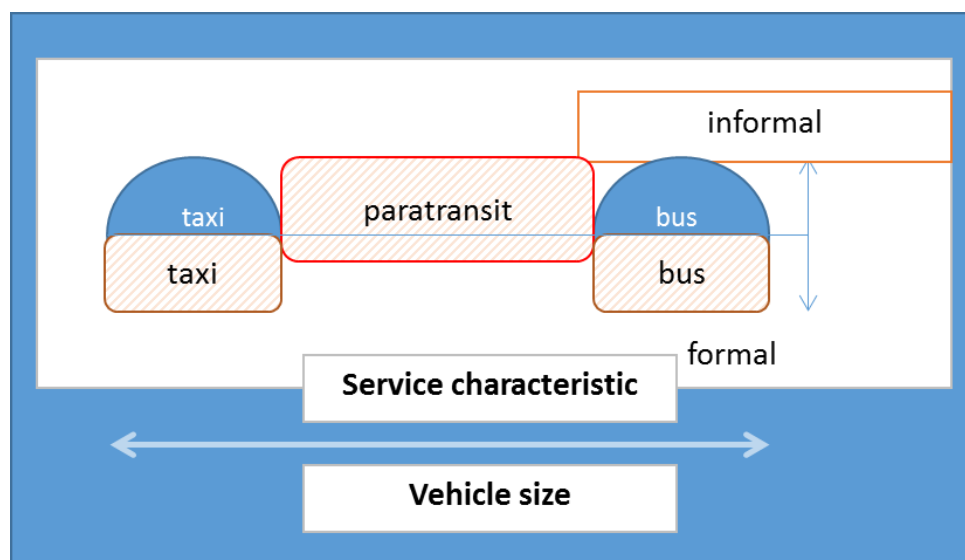 informal
taxi
paratransit
bus
taxi
bus
formal
Service characteristic
Vehicle size